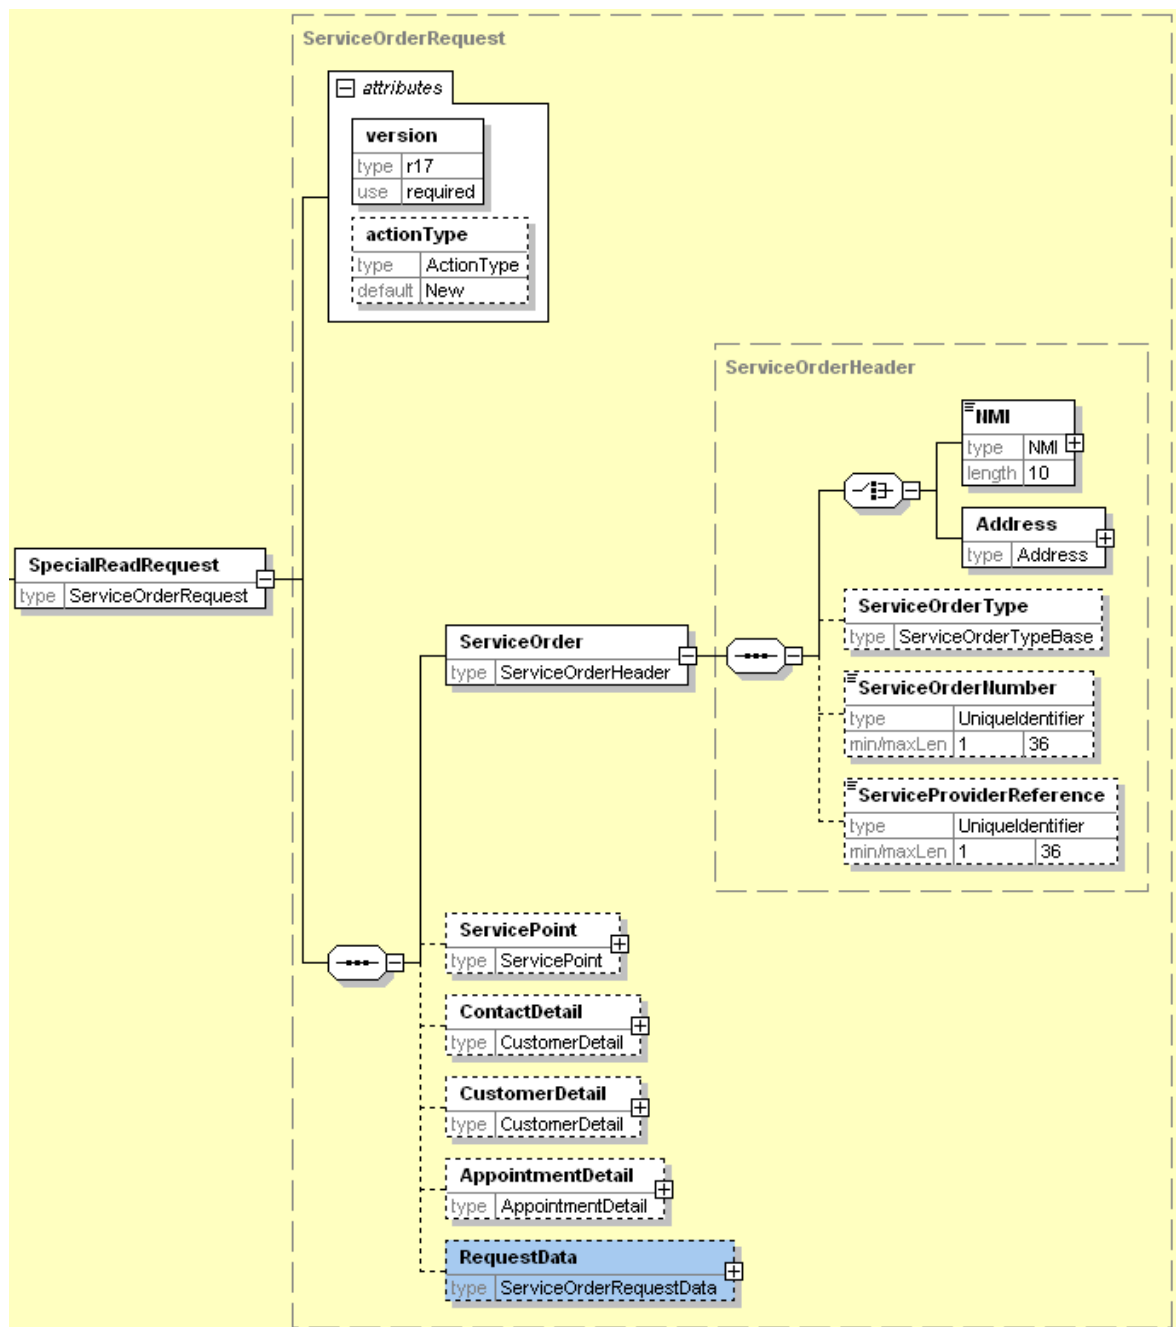 ServiceOrderRequest
attributes
version
type r17
use required
actionType
type ActionType
default New
ServiceOrderHeader
NMI
type NMI
length 10
Address
type Address
SpecialReadRequest
type ServiceOrderRequest
ServiceOrderType
type ServiceOrderTypeBase
ServiceOrder
type ServiceOrderHeader
ServiceOrderNumber
type UniqueIdentifier
min/maxLen 1 36
ServiceProviderReference
type UniqueIdentifier
min/maxLen 1 36
ServicePoint
type ServicePoint
ContactDetail
type CustomerDetail
CustomerDetail
type CustomerDetail
AppointmentDetail
type AppointmentDetail
RequestData
type ServiceOrderRequestData